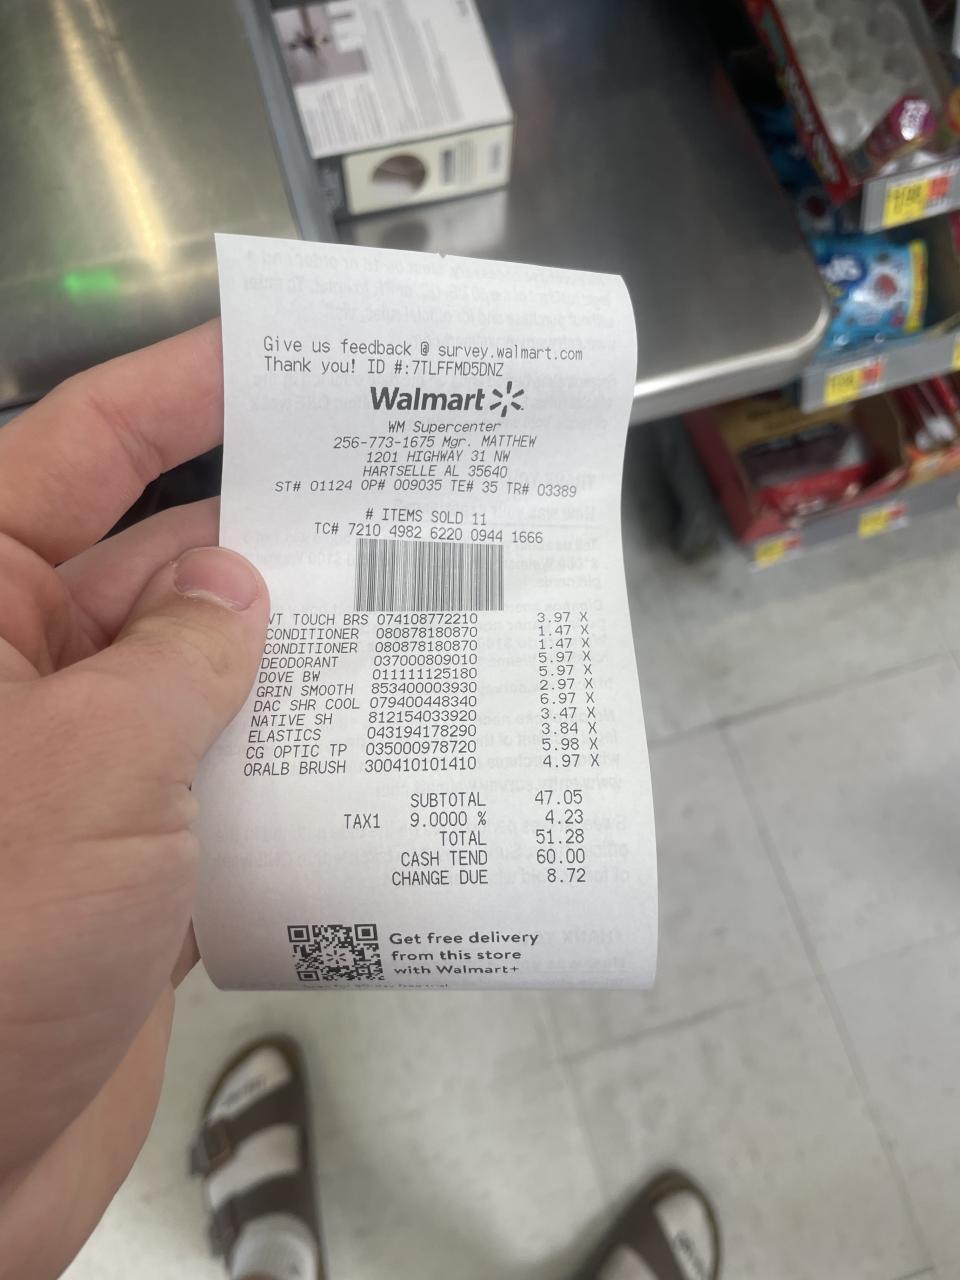 Give us feedback @ survey.walmart.com
Thank you! ID #:7TLFFMD5DNZ
Walmart
WM Supercenter
256-773-1675 Mgr. MATTHEW
1201 HIGHWAY 31 NW
HARTSELLE AL 35640
ST# 01124 OP# 009035 TE# 35 TR# 03389
# ITEMS SOLD 11
TC# 7210 4982 6220 0944 1666
VT TOUCH BRS 074108772210 3.97 X
CONDITIONER 080878180870 1.47 X
CONDITIONER 080878180870 1.47 X
DEODORANT 037000809010 5.97 X
DOVE BW 011111125180 5.97 X
GRIN SMOOTH 853400003930 2.97 X
DAC SHR COOL 079400448340 6.97 X
NATIVE SH 812154033920 3.47 X
ELASTICS 043194178290 3.84 X
CG OPTIC TP 035000978720 5.98 X
ORALB BRUSH 300410101410 4.97 X
SUBTOTAL 47.05
TAX1 9.0000 % 4.23
TOTAL 51.28
CASH TEND 60.00
CHANGE DUE 8.72
Get free delivery
from this store
with Walmart+